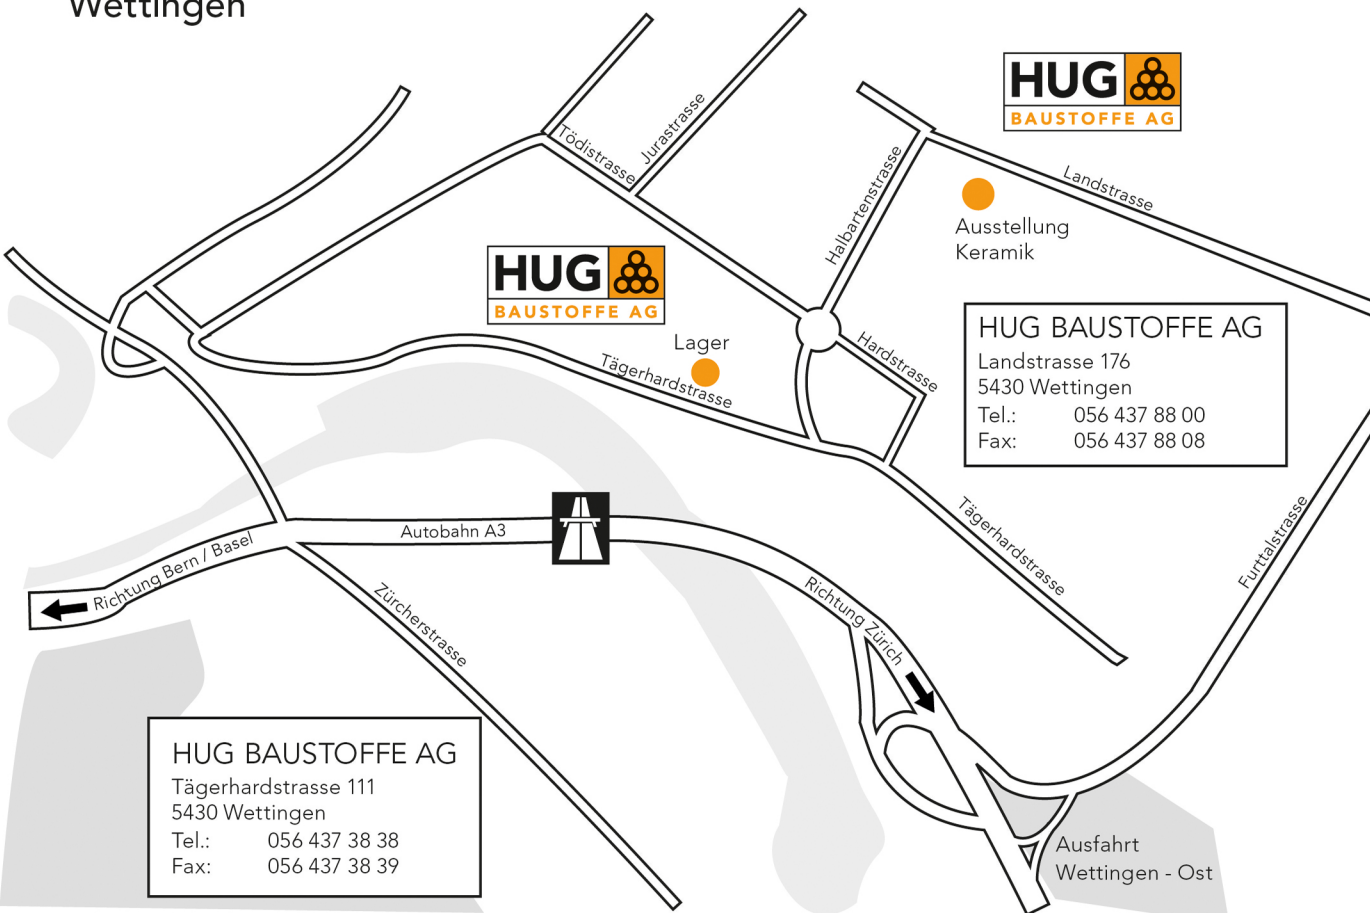 Wettingen
HUG
BAUSTOFFE AG
Tödistrasse
Jurastrasse
Halbartenstrasse
Landstrasse
Ausstellung
Keramik
HUG
BAUSTOFFE AG
Lager
Tägerhardstrasse
Hardstrasse
HUG BAUSTOFFE AG
Landstrasse 176
5430 Wettingen
Tel.: 056 437 88 00
Fax: 056 437 88 08
Autobahn A3
Richtung Bern / Basel
Zürcherstrasse
Richtung Zürich
Tägerhardstrasse
Furttalstrasse
HUG BAUSTOFFE AG
Tägerhardstrasse 111
5430 Wettingen
Tel.: 056 437 38 38
Fax: 056 437 38 39
Ausfahrt
Wettingen - Ost